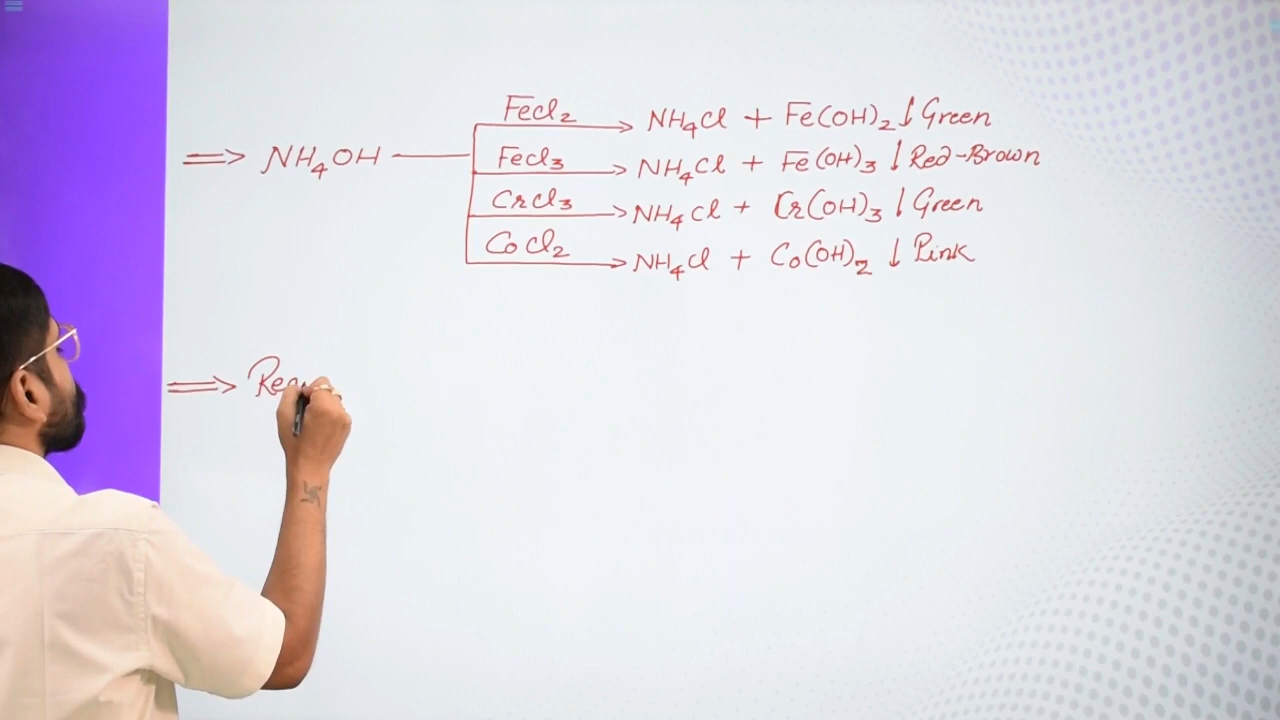 ⇒ NH₄OH
FeCl₂ → NH₄Cl + Fe(OH)₂ ↓ Green
FeCl₃ → NH₄Cl + Fe(OH)₃ ↓ Red-Brown
CrCl₃ → NH₄Cl + Cr(OH)₃ ↓ Green
CoCl₂ → NH₄Cl + Co(OH)₂ ↓ Pink
⇒